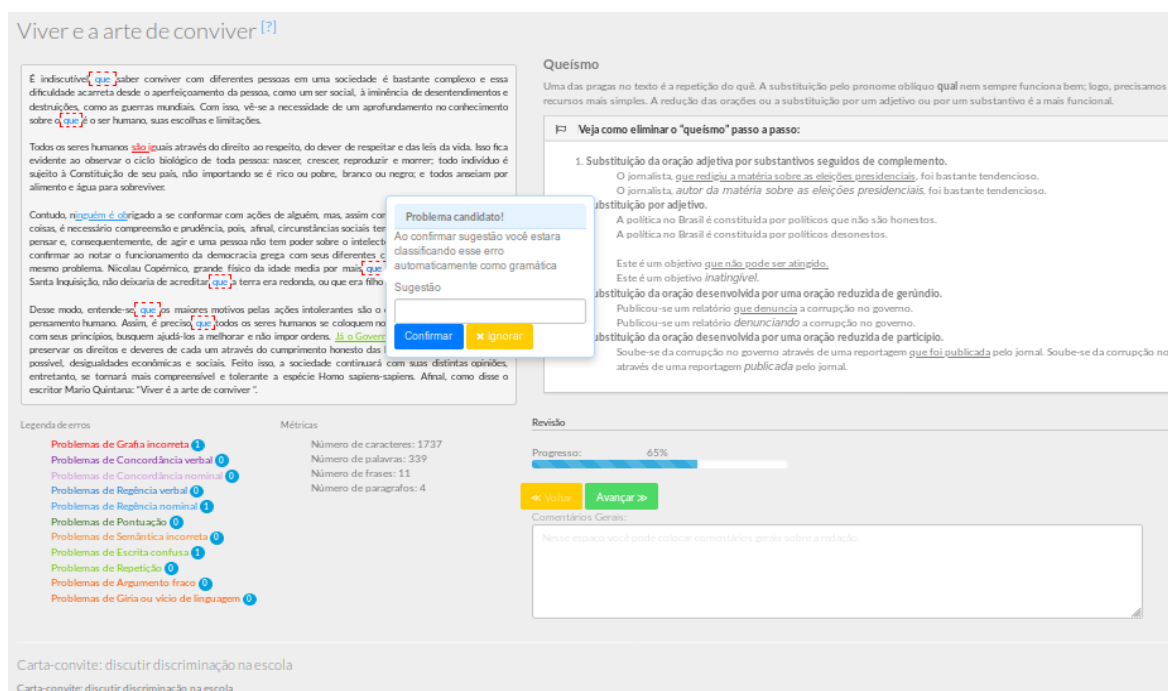 Viver e a arte de conviver [?]
É indiscutível que saber conviver com diferentes pessoas em uma sociedade é bastante complexo e essa
dificuldade acarreta desde o aperfeiçoamento da pessoa, como um ser social, à iminência de desentendimentos e
destruições, como as guerras mundiais. Com isso, vê-se a necessidade de um aprofundamento no conhecimento
sobre o que é o ser humano, suas escolhas e limitações.
Todos os seres humanos são iguais através do direito ao respeito, do dever de respeitar e das leis da vida. Isso fica
evidente ao observar o ciclo biológico de toda pessoa: nascer, crescer, reproduzir e morrer; todo indivíduo é
sujeito à Constituição de seu país, não importando se é rico ou pobre, branco ou negro; e todos anseiam por
alimento e água para sobreviver.
Contudo, ninguém é obrigado a se conformar com ações de alguém, mas, assim com
coisas, é necessário compreensão e prudência, pois, afinal, circunstâncias sociais ter
pensar e, consequentemente, de agir e uma pessoa não tem poder sobre o intelecto
confirmar ao notar o funcionamento da democracia grega com seus diferentes c
mesmo problema. Nicolau Copérnico, grande físico da idade media por mais que
Santa Inquisição, não deixaria de acreditar que a terra era redonda, ou que era filho
Desse modo, entende-se que os maiores motivos pelas ações intolerantes são o
pensamento humano. Assim, é preciso que todos os seres humanos se coloquem no
com seus princípios, busquem ajudá-los a melhorar e não impor ordens. Já o Govern
preservar os direitos e deveres de cada um através do cumprimento honesto das
possível, desigualdades econômicas e sociais. Feito isso, a sociedade continuará com suas distintas opiniões,
entretanto, se tornará mais compreensível e tolerante a espécie Homo sapiens-sapiens. Afinal, como disse o
escritor Mario Quintana: "Viver é a arte de conviver ".
Problema candidato!
Ao confirmar sugestão você estara
classificando esse erro
automaticamente como gramática
Sugestão
Confirmar
✖ Ignorar
Queísmo
Uma das pragas no texto é a repetição do quê. A substituição pelo pronome oblíquo qual nem sempre funciona bem; logo, precisamos
recursos mais simples. A redução das orações ou a substituição por um adjetivo ou por um substantivo é a mais funcional.
Veja como eliminar o "queísmo" passo a passo:
1. Substituição da oração adjetiva por substantivos seguidos de complemento.
O jornalista, que redigiu a matéria sobre as eleições presidenciais, foi bastante tendencioso.
O jornalista, autor da matéria sobre as eleições presidenciais, foi bastante tendencioso.
ubstituição por adjetivo.
A política no Brasil é constituída por políticos que não são honestos.
A política no Brasil é constituída por políticos desonestos.
Este é um objetivo que não pode ser atingido.
Este é um objetivo inatingível.
ubstituição da oração desenvolvida por uma oração reduzida de gerúndio.
Publicou-se um relatório que denuncia a corrupção no governo.
Publicou-se um relatório denunciando a corrupção no governo.
ubstituição da oração desenvolvida por uma oração reduzida de particípio.
Soube-se da corrupção no governo através de uma reportagem que foi publicada pelo jornal. Soube-se da corrupção no
através de uma reportagem publicada pelo jornal.
Legenda de erros
Problemas de Grafia incorreta 1
Problemas de Concordância verbal 0
Problemas de Concordância nominal 0
Problemas de Regência verbal 0
Problemas de Regência nominal 1
Problemas de Pontuação 0
Problemas de Semântica incorreta 0
Problemas de Escrita confusa 1
Problemas de Repetição 0
Problemas de Argumento fraco 0
Problemas de Gíria ou vício de linguagem 0
Métricas
Número de caracteres: 1737
Número de palavras: 339
Número de frases: 11
Número de paragrafos: 4
Revisão
Progresso: 65%
≪ Voltar
Avançar ≫
Comentários Gerais:
Nesse espaço você pode colocar comentários gerais sobre a redação.
Carta-convite: discutir discriminação na escola
Carta-convite: discutir discriminação na escola